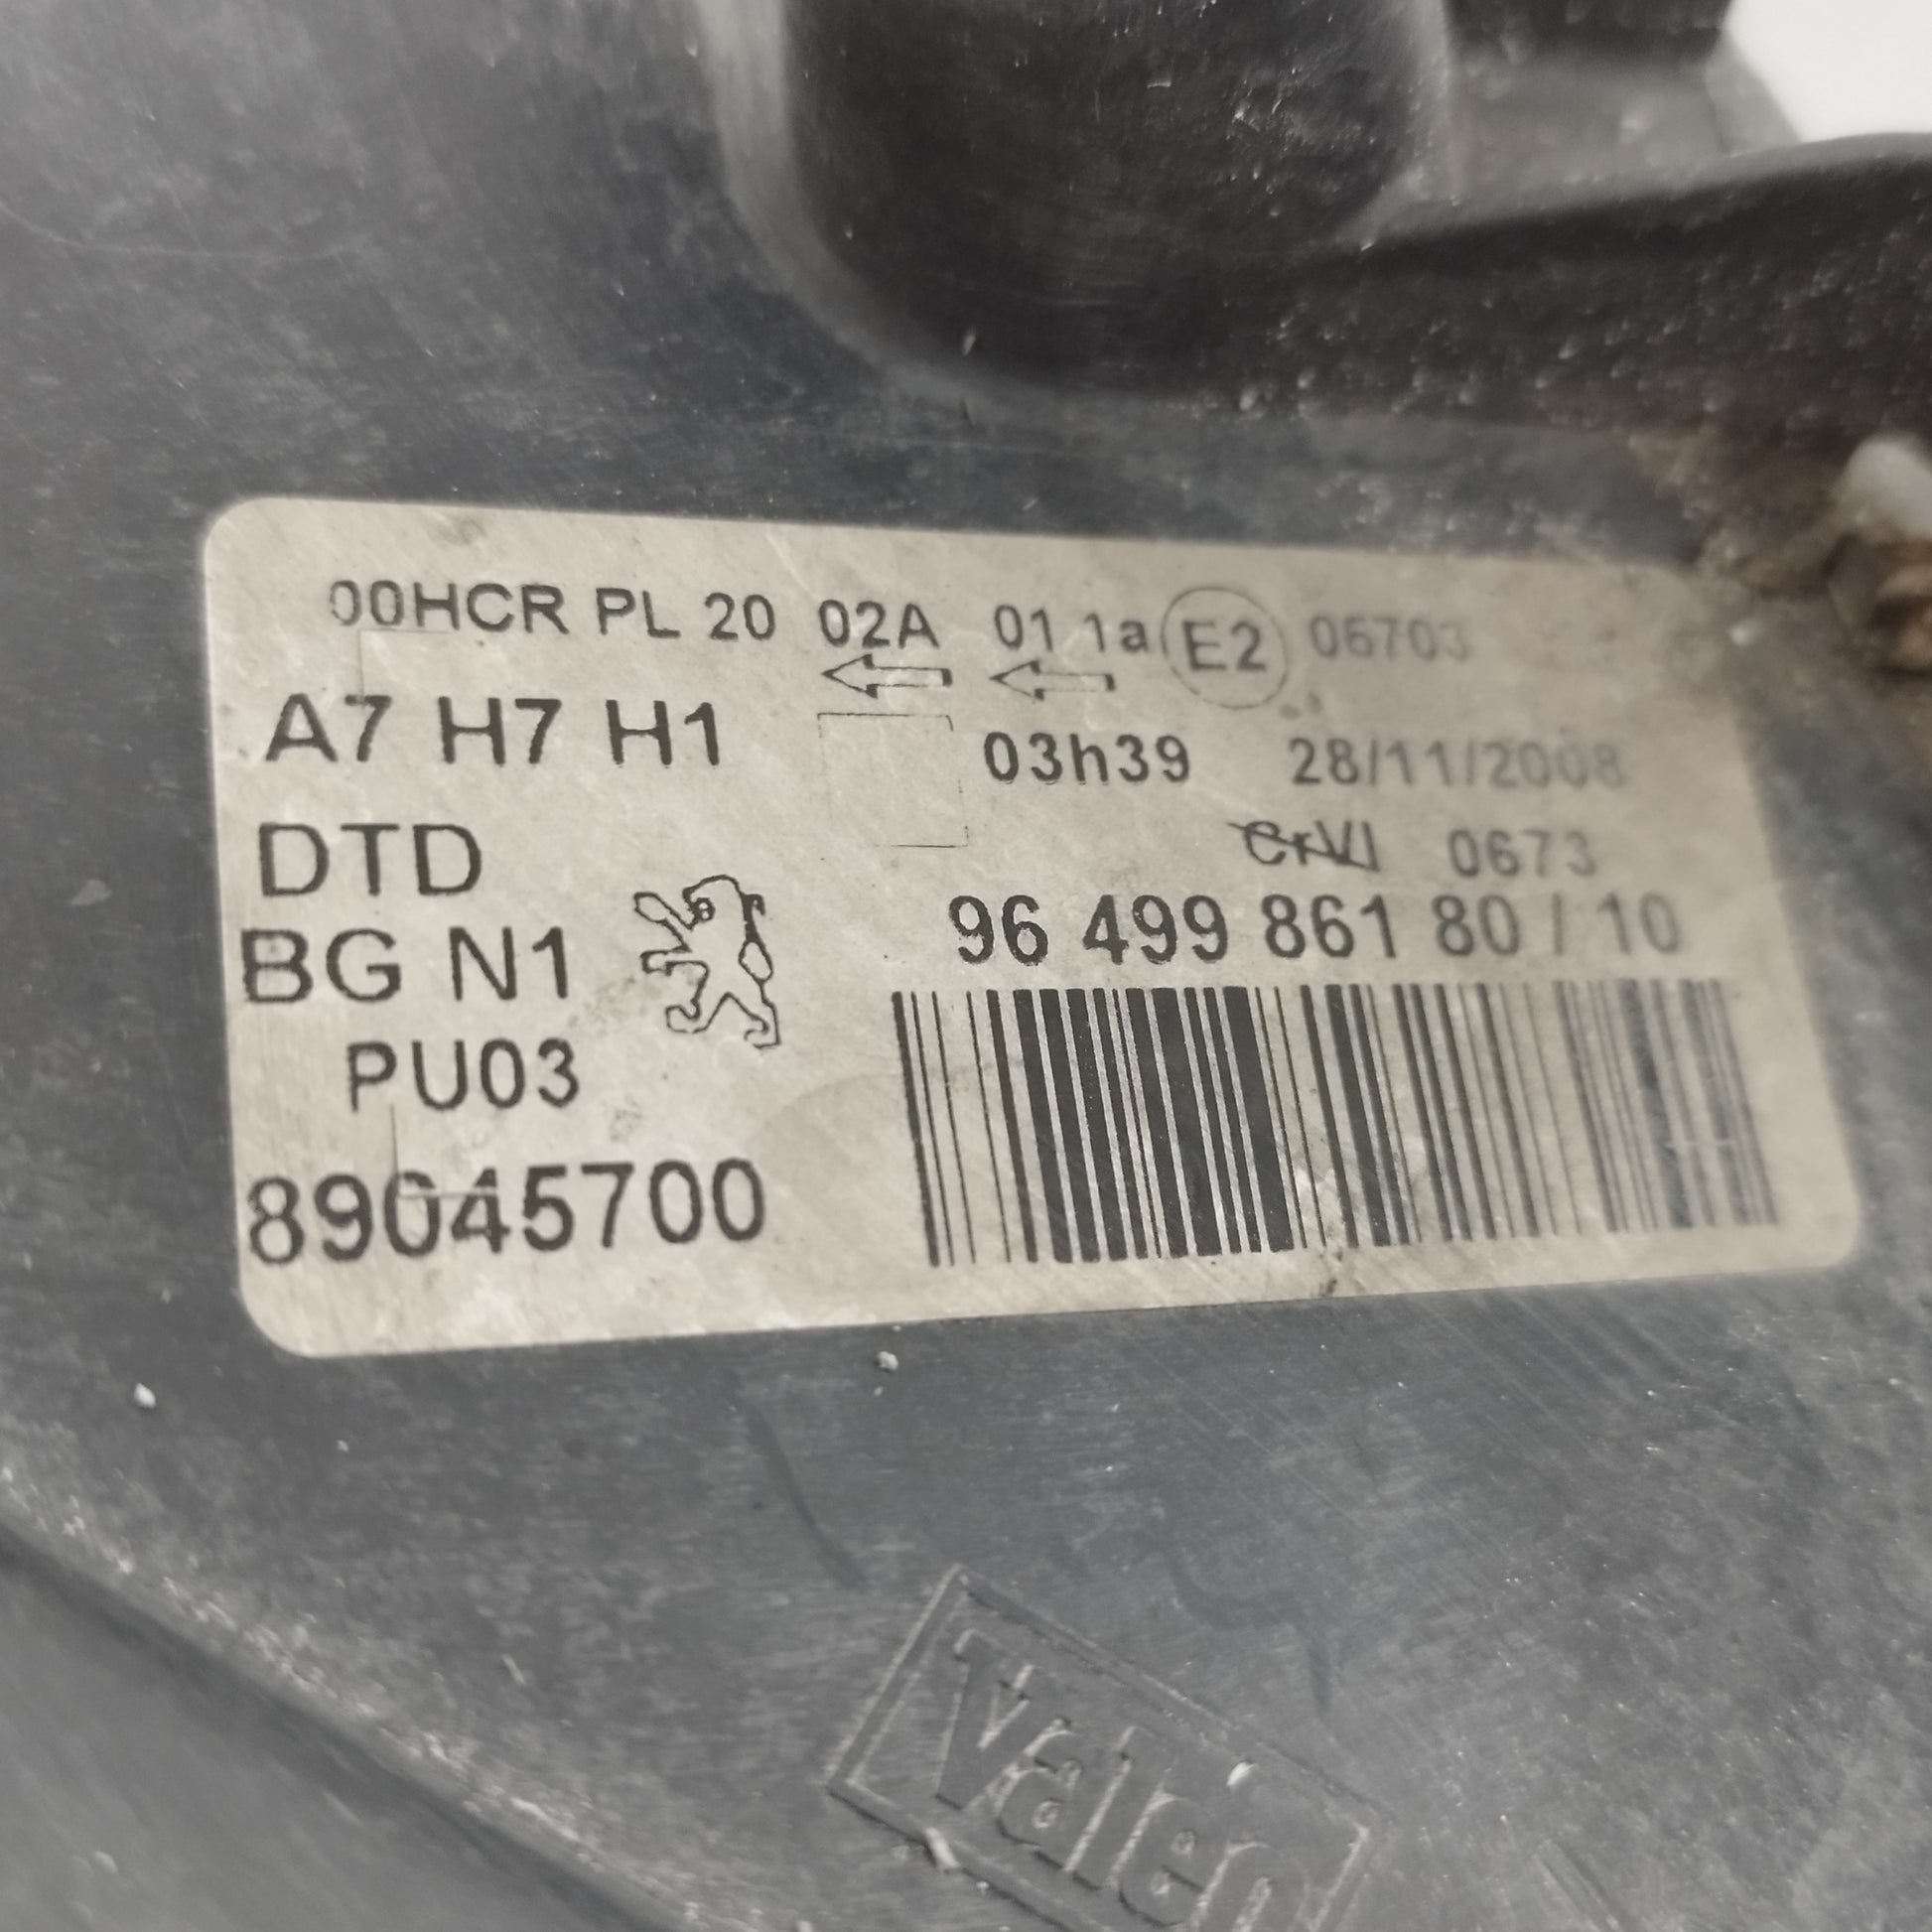 00HCR PL 20 02A 01 1a E2 06703
A7 H7 H1 03h39 28/11/2008
DTD CrVI 0673
BG N1 96 499 861 80 / 10
PU03
89045700
Valeo